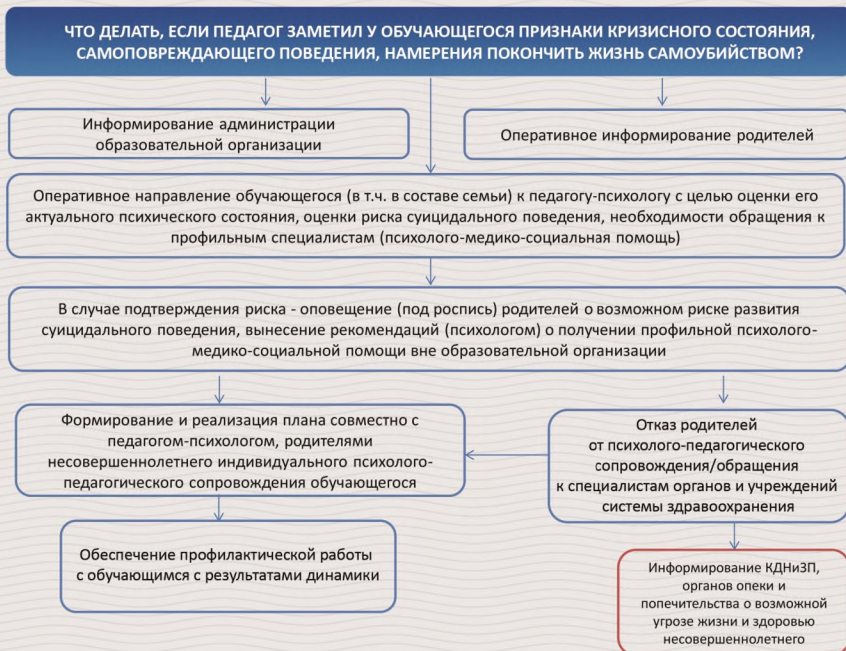 ЧТО ДЕЛАТЬ, ЕСЛИ ПЕДАГОГ ЗАМЕТИЛ У ОБУЧАЮЩЕГОСЯ ПРИЗНАКИ КРИЗИСНОГО СОСТОЯНИЯ,
САМОПОВРЕЖДАЮЩЕГО ПОВЕДЕНИЯ, НАМЕРЕНИЯ ПОКОНЧИТЬ ЖИЗНЬ САМОУБИЙСТВОМ?
Информирование администрации
образовательной организации
Оперативное информирование родителей
Оперативное направление обучающегося (в т.ч. в составе семьи) к педагогу-психологу с целью оценки его
актуального психического состояния, оценки риска суицидального поведения, необходимости обращения к
профильным специалистам (психолого-медико-социальная помощь)
В случае подтверждения риска - оповещение (под роспись) родителей о возможном риске развития
суицидального поведения, вынесение рекомендаций (психологом) о получении профильной психолого-
медико-социальной помощи вне образовательной организации
Формирование и реализация плана совместно с
педагогом-психологом, родителями
несовершеннолетнего индивидуального психолого-
педагогического сопровождения обучающегося
Отказ родителей
от психолого-педагогического
сопровождения/обращения
к специалистам органов и учреждений
системы здравоохранения
Обеспечение профилактической работы
с обучающимся с результатами динамики
Информирование КДНиЗП,
органов опеки и
попечительства о возможной
угрозе жизни и здоровью
несовершеннолетнего